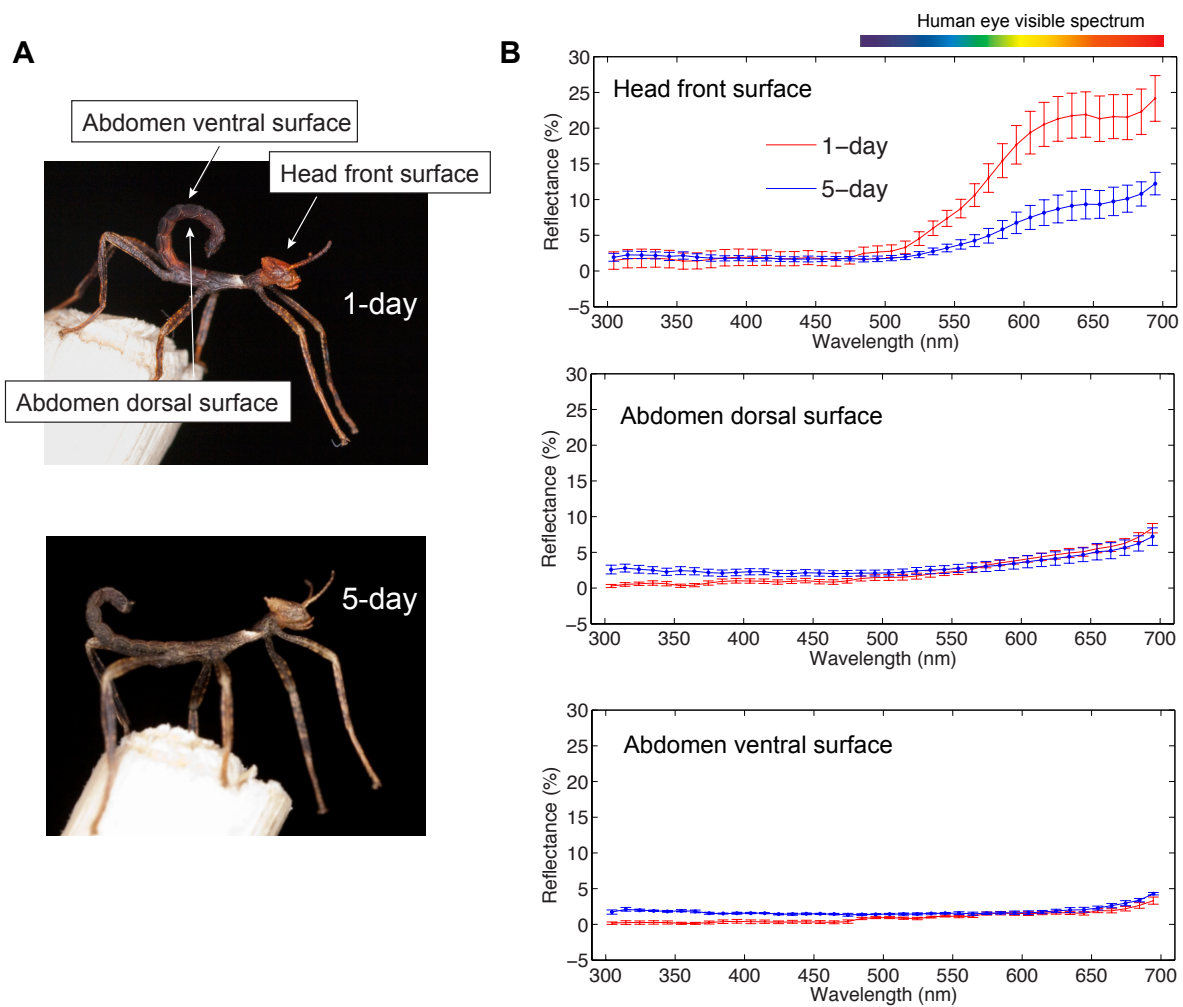 A
Abdomen ventral surface
Head front surface
1-day
Abdomen dorsal surface
5-day
B
Human eye visible spectrum
Head front surface
1−day
5−day
30
25
20
15
10
5
0
−5
Reflectance (%)
300 350 400 450 500 550 600 650 700
Wavelength (nm)
Abdomen dorsal surface
30
25
20
15
10
5
0
−5
Reflectance (%)
300 350 400 450 500 550 600 650 700
Wavelength (nm)
Abdomen ventral surface
30
25
20
15
10
5
0
−5
Reflectance (%)
300 350 400 450 500 550 600 650 700
Wavelength (nm)